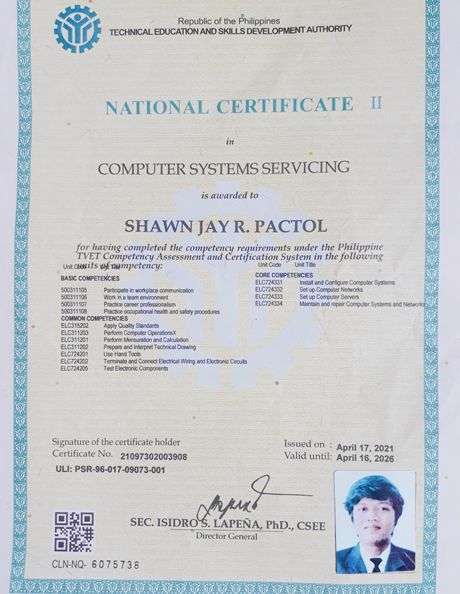 Republic of the Philippines
TECHNICAL EDUCATION AND SKILLS DEVELOPMENT AUTHORITY
NATIONAL CERTIFICATE II
in
COMPUTER SYSTEMS SERVICING
is awarded to
SHAWN JAY R. PACTOL
for having completed the competency requirements under the Philippine
TVET Competency Assessment and Certification System in the following
units of competency:
Unit Code Unit Title
BASIC COMPETENCIES
500311105 Participate in workplace communication
500311106 Work in a team environment
500311107 Practice career professionalism
500311108 Practice occupational health and safety procedures
COMMON COMPETENCIES
ELC315202 Apply Quality Standards
ELC311203 Perform Computer OperationsX
ELC311201 Perform Mensuration and Calculation
ELC311202 Prepare and Interpret Technical Drawing
ELC724201 Use Hand Tools
ELC724202 Terminate and Connect Electrical Wiring and Electronic Circuits
ELC724205 Test Electronic Components
Unit Code Unit Title
CORE COMPETENCIES
ELC724331 Install and Configure Computer Systems
ELC724332 Set up Computer Networks
ELC724333 Set up Computer Servers
ELC724334 Maintain and repair Computer Systems and Networks
Signature of the certificate holder
Certificate No. 21097302003908
ULI: PSR-96-017-09073-001
Issued on : April 17, 2021
Valid until: April 16, 2026
SEC. ISIDRO S. LAPEÑA, PhD., CSEE
Director General
CLN-NQ- 6075738